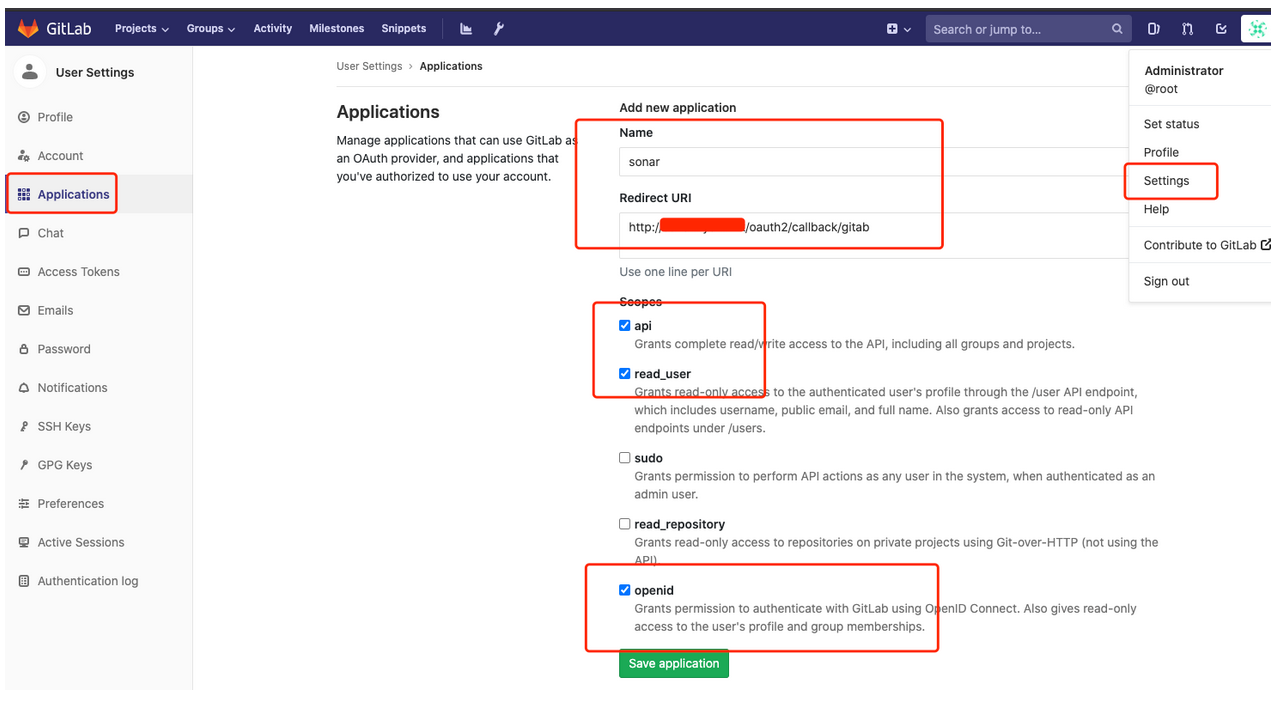 GitLab Projects Groups Activity Milestones Snippets Search or jump to...
User Settings
Profile
Account
Applications
Chat
Access Tokens
Emails
Password
Notifications
SSH Keys
GPG Keys
Preferences
Active Sessions
Authentication log
User Settings › Applications
Applications
Manage applications that can use GitLab as
an OAuth provider, and applications that
you've authorized to use your account.
Add new application
Name
sonar
Redirect URI
http:/ /oauth2/callback/gitab
Use one line per URI
Scopes
api
Grants complete read/write access to the API, including all groups and projects.
read_user
Grants read-only access to the authenticated user's profile through the /user API endpoint,
which includes username, public email, and full name. Also grants access to read-only API
endpoints under /users.
sudo
Grants permission to perform API actions as any user in the system, when authenticated as an
admin user.
read_repository
Grants read-only access to repositories on private projects using Git-over-HTTP (not using the
API).
openid
Grants permission to authenticate with GitLab using OpenID Connect. Also gives read-only
access to the user's profile and group memberships.
Save application
Administrator
@root
Set status
Profile
Settings
Help
Contribute to GitLab
Sign out